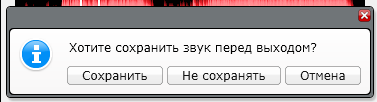 Хотите сохранить звук перед выходом?
Сохранить Не сохранять Отмена